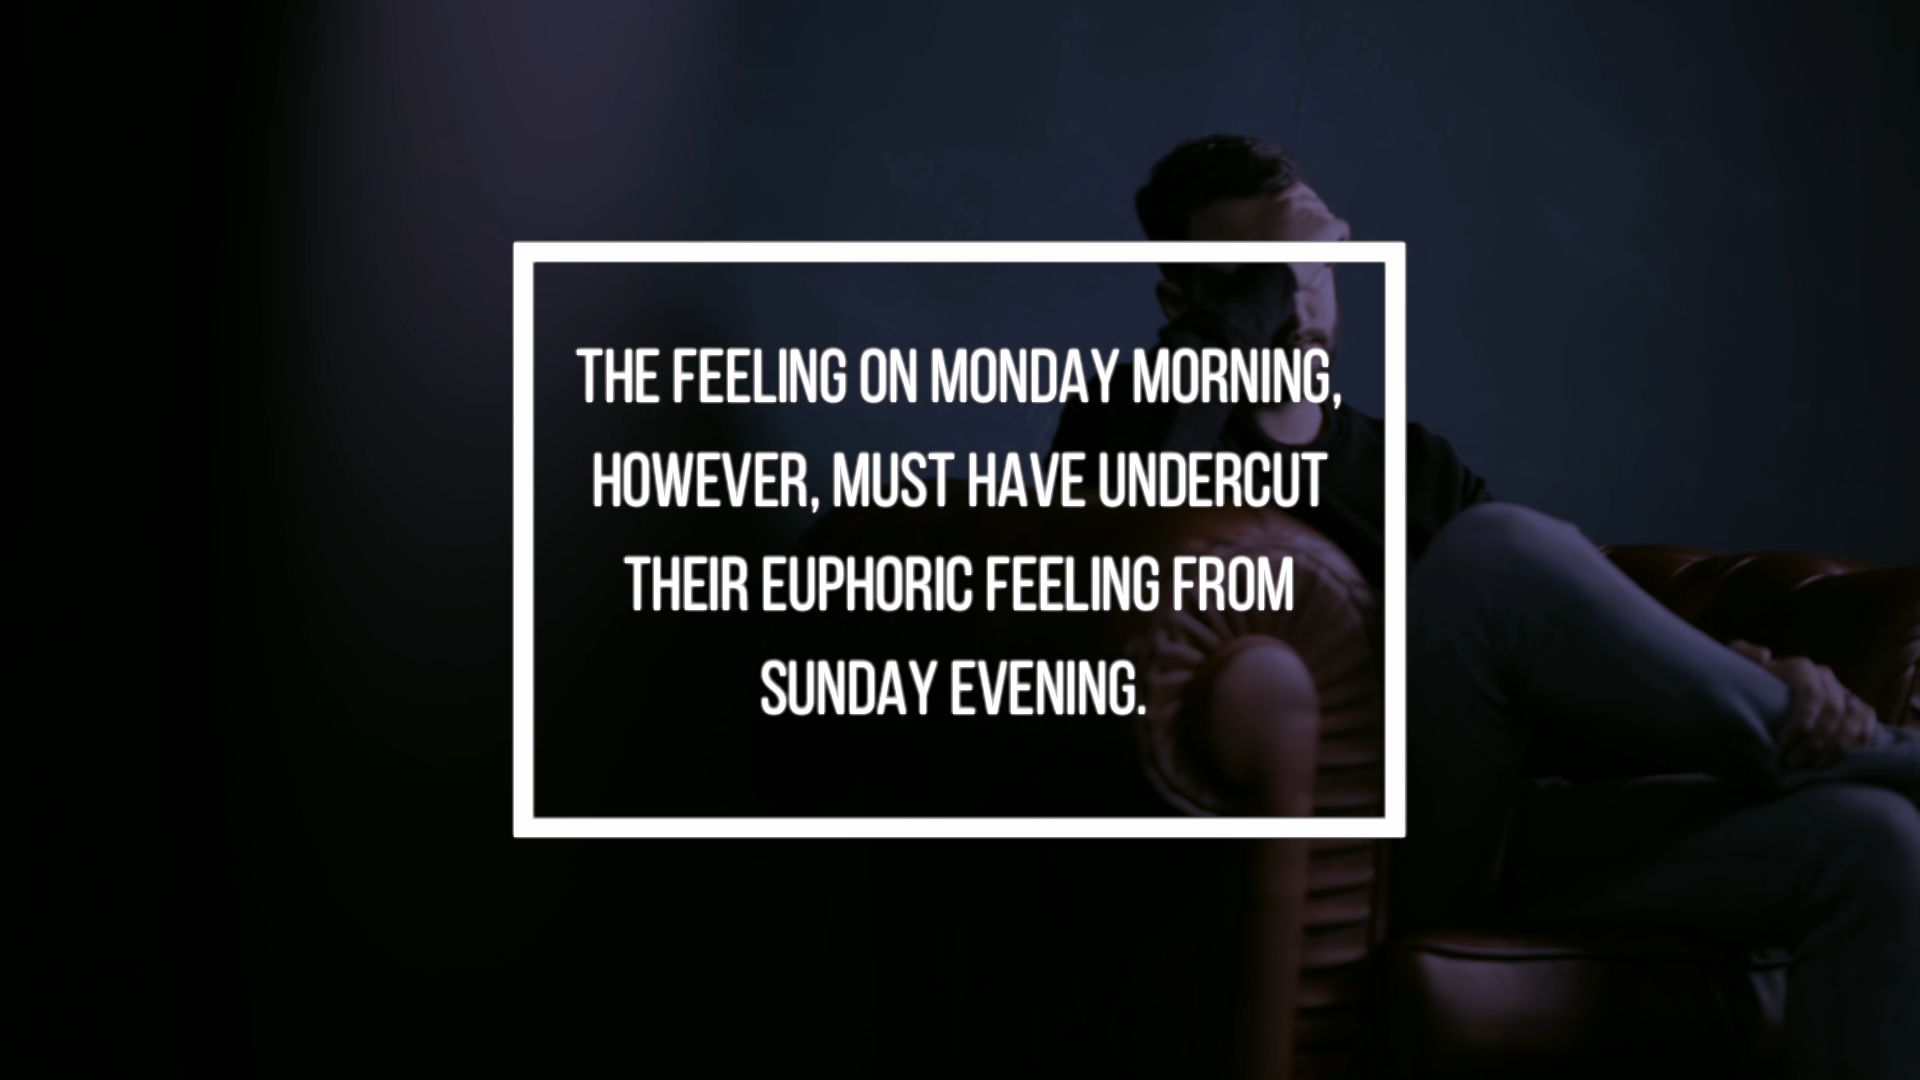 THE FEELING ON MONDAY MORNING,
HOWEVER, MUST HAVE UNDERCUT
THEIR EUPHORIC FEELING FROM
SUNDAY EVENING.